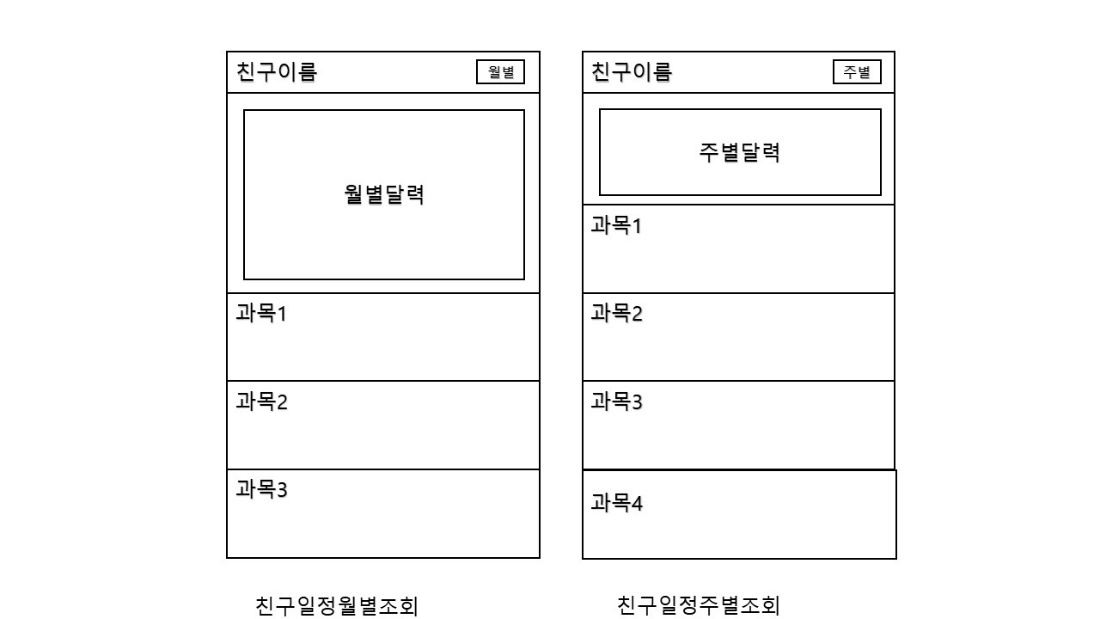 친구이름
월별
월별달력
과목1
과목2
과목3
친구일정월별조회
친구이름
주별
주별달력
과목1
과목2
과목3
과목4
친구일정주별조회